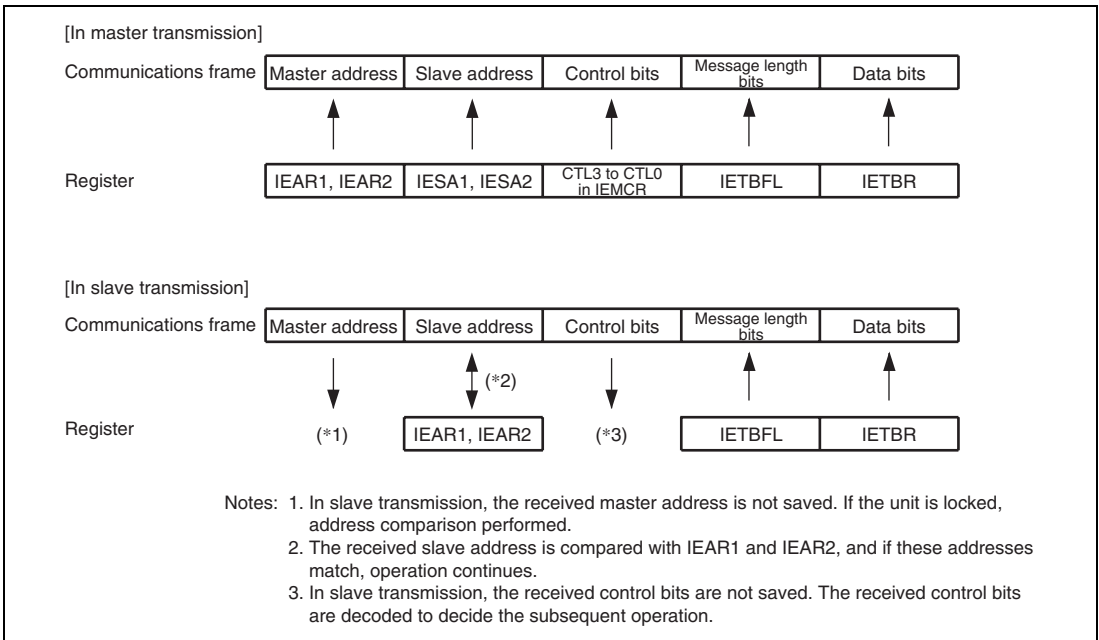 [In master transmission]
Communications frame Master address Slave address Control bits Message length bits Data bits
Register IEAR1, IEAR2 IESA1, IESA2 CTL3 to CTL0 in IEMCR IETBFL IETBR
[In slave transmission]
Communications frame Master address Slave address Control bits Message length bits Data bits
(*2)
Register (*1) IEAR1, IEAR2 (*3) IETBFL IETBR
Notes: 1. In slave transmission, the received master address is not saved. If the unit is locked,
address comparison performed.
2. The received slave address is compared with IEAR1 and IEAR2, and if these addresses
match, operation continues.
3. In slave transmission, the received control bits are not saved. The received control bits
are decoded to decide the subsequent operation.